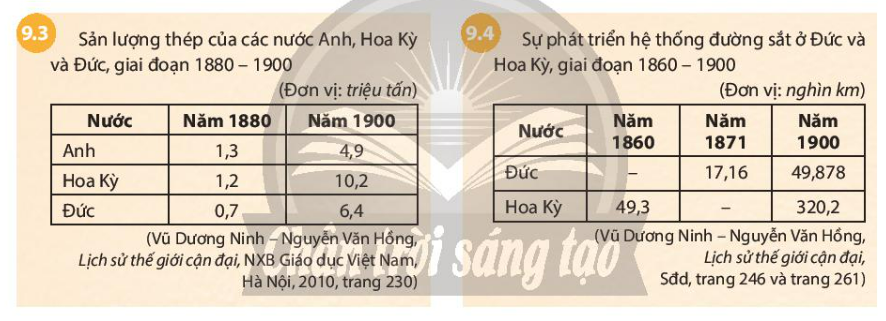 9.3
Sản lượng thép của các nước Anh, Hoa Kỳ
và Đức, giai đoạn 1880 – 1900
(Đơn vị: triệu tấn)
Nước Năm 1880 Năm 1900
Anh 1,3 4,9
Hoa Kỳ 1,2 10,2
Đức 0,7 6,4
(Vũ Dương Ninh – Nguyễn Văn Hồng,
Lịch sử thế giới cận đại, NXB Giáo dục Việt Nam,
Hà Nội, 2010, trang 230)
9.4
Sự phát triển hệ thống đường sắt ở Đức và
Hoa Kỳ, giai đoạn 1860 – 1900
(Đơn vị: nghìn km)
Nước Năm 1860 Năm 1871 Năm 1900
Đức – 17,16 49,878
Hoa Kỳ 49,3 – 320,2
(Vũ Dương Ninh – Nguyễn Văn Hồng,
Lịch sử thế giới cận đại,
Sđd, trang 246 và trang 261)
Chân trời sáng tạo